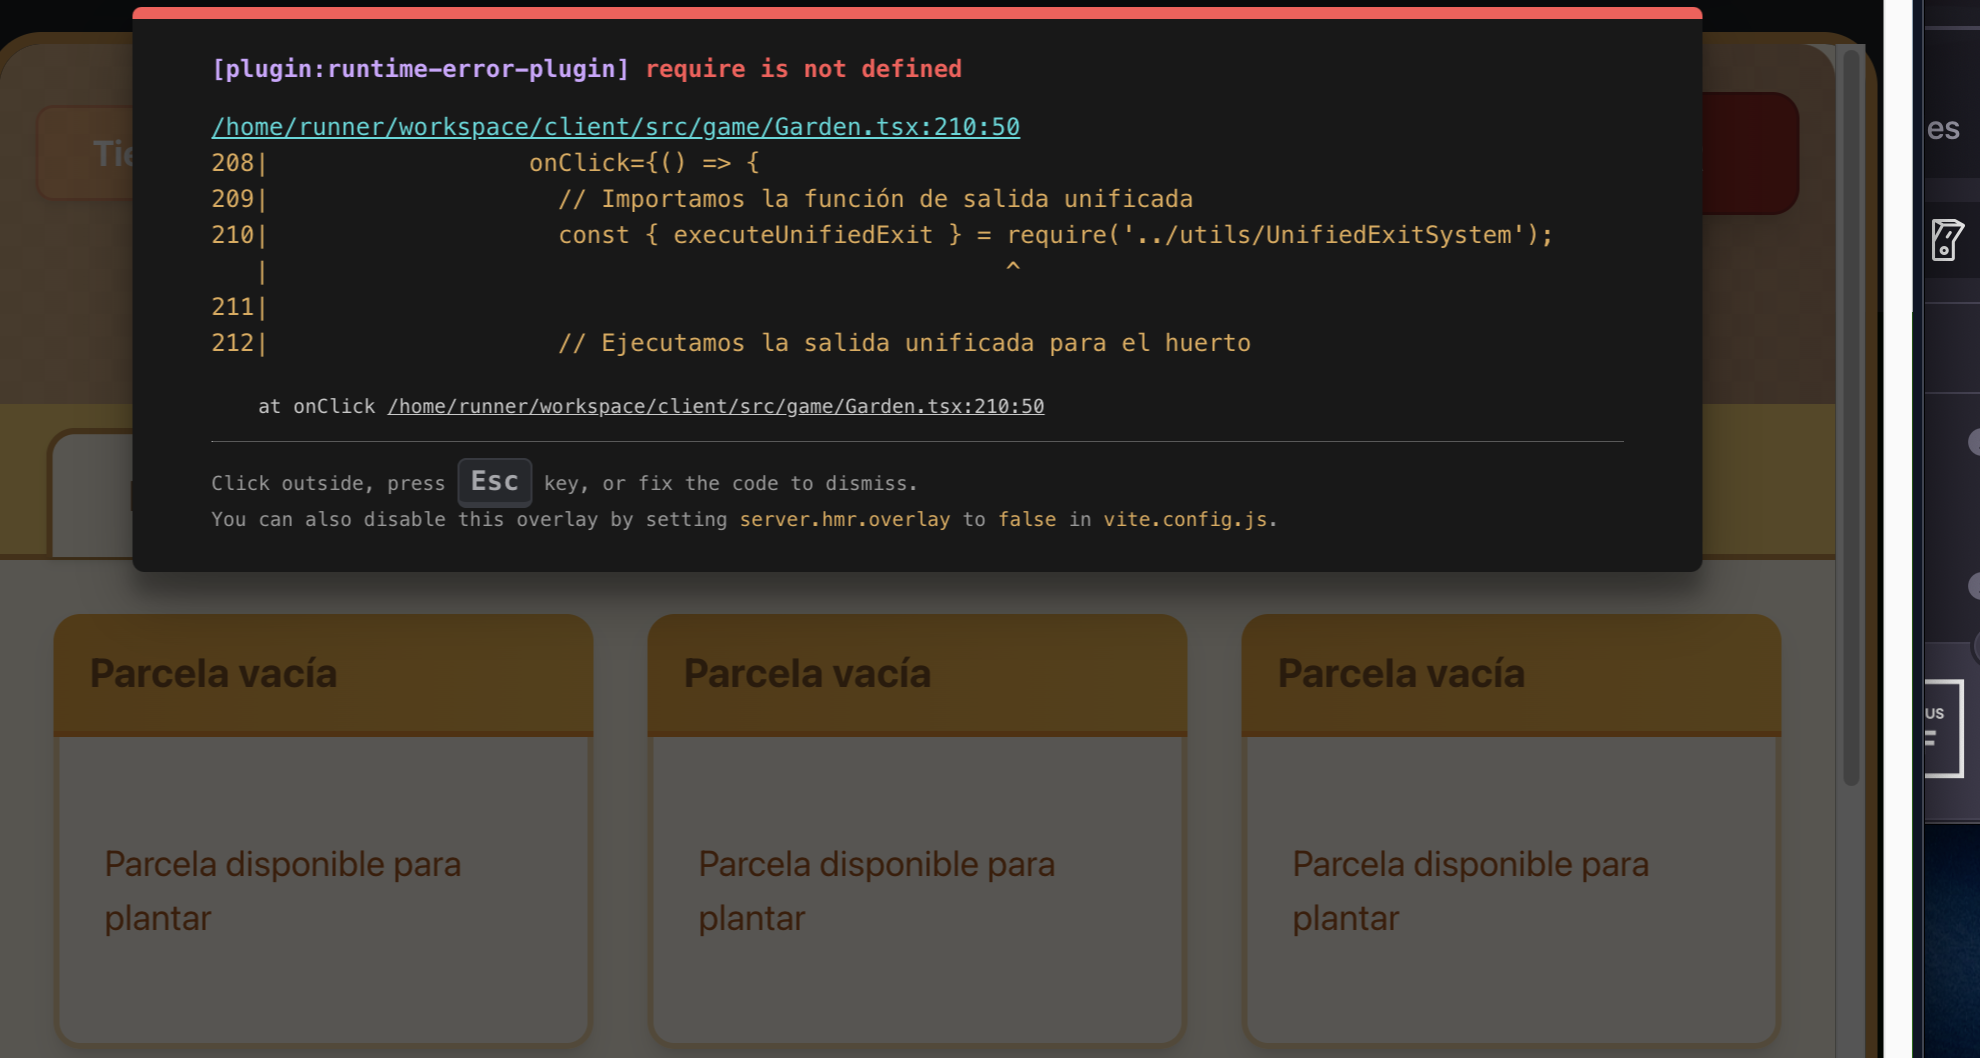 [plugin:runtime-error-plugin] require is not defined
/home/runner/workspace/client/src/game/Garden.tsx:210:50
208|                  onClick={() => {
209|                    // Importamos la función de salida unificada
210|                    const { executeUnifiedExit } = require('../utils/UnifiedExitSystem');
   |                                                   ^
211|
212|                    // Ejecutamos la salida unificada para el huerto
at onClick /home/runner/workspace/client/src/game/Garden.tsx:210:50
Click outside, press Esc key, or fix the code to dismiss.
You can also disable this overlay by setting server.hmr.overlay to false in vite.config.js.
Tie
es
US
Parcela vacía
Parcela disponible para
plantar
Parcela vacía
Parcela disponible para
plantar
Parcela vacía
Parcela disponible para
plantar